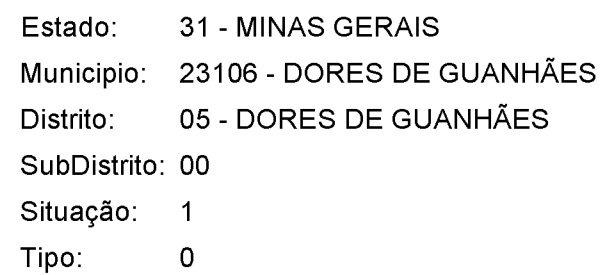 Estado: 31 - MINAS GERAIS
Municipio: 23106 - DORES DE GUANHÃES
Distrito: 05 - DORES DE GUANHÃES
SubDistrito: 00
Situação: 1
Tipo: 0